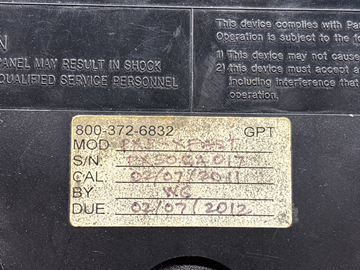 N
PANEL MAY RESULT IN SHOCK
QUALIFIED SERVICE PERSONNEL
This device complies with Pa
Operation is subject to the fo
1) This device may not cause
2) this device must accept a
including interference that
operation.
800-372-6832 GPT
MOD
S/N.
CAL. 02/07/2011
BY WG
DUE: 02/07/2012